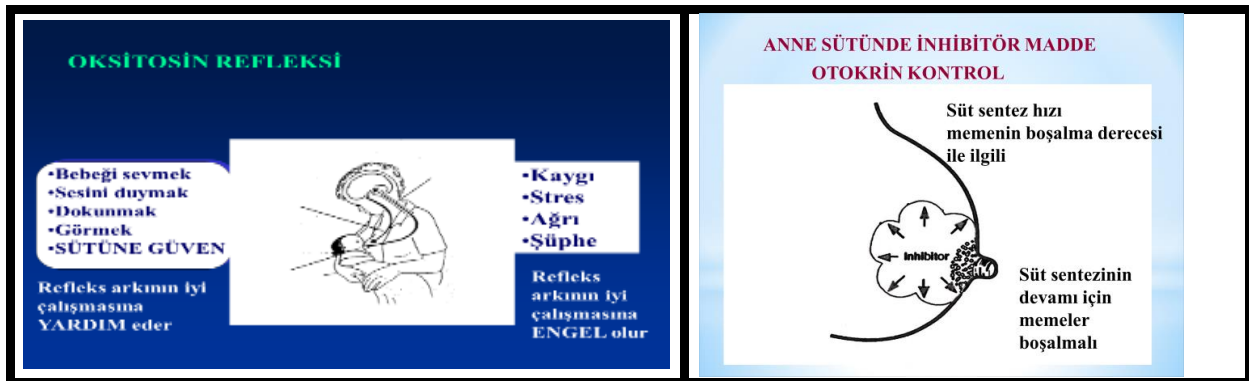 OKSİTOSİN REFLEKSİ
•Bebeği sevmek
•Sesini duymak
•Dokunmak
•Görmek
•SÜTÜNE GÜVEN
Refleks arkının iyi
çalışmasına
YARDIM eder
•Kaygı
•Stres
•Ağrı
•Şüphe
Refleks
arkının iyi
çalışmasına
ENGEL olur
ANNE SÜTÜNDE İNHİBİTÖR MADDE
OTOKRİN KONTROL
Süt sentez hızı
memenin boşalma derecesi
ile ilgili
Inhibitor
Süt sentezinin
devamı için
memeler
boşalmalı